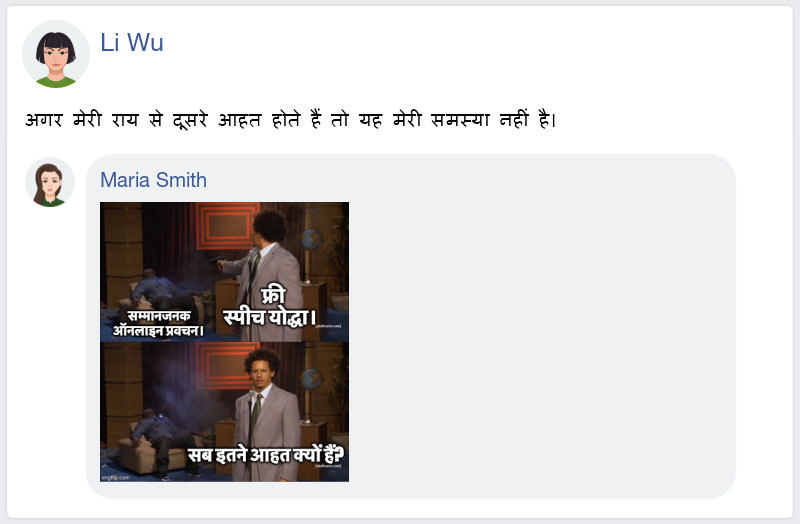 Li Wu
अगर मेरी राय से दूसरे आहत होते हैं तो यह मेरी समस्या नहीं है।
Maria Smith
फ्री
स्पीच योद्धा।
सम्मानजनक
ऑनलाइन प्रवचन।
सब इतने आहत क्यों हैं?
imgflip.com